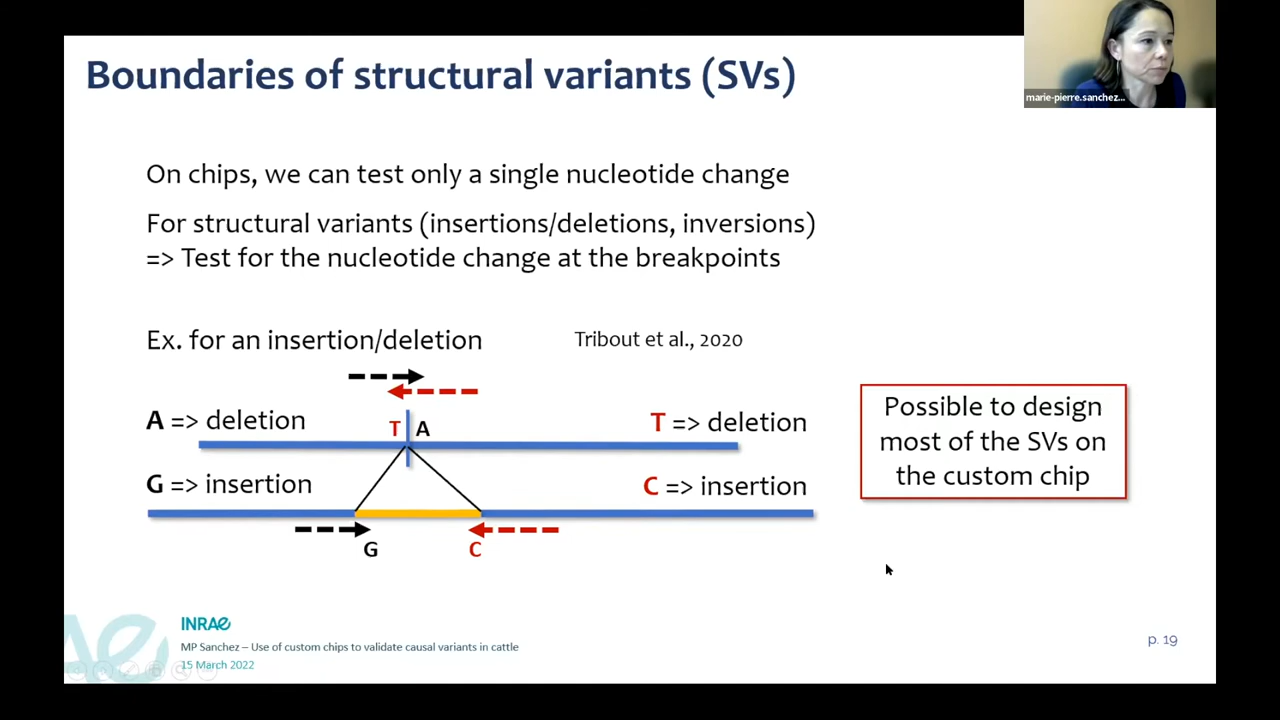 Boundaries of structural variants (SVs)
marie-pierre.sanchez...
On chips, we can test only a single nucleotide change
For structural variants (insertions/deletions, inversions)
=> Test for the nucleotide change at the breakpoints
Ex. for an insertion/deletion
Tribout et al., 2020
A => deletion
T A
T => deletion
G => insertion
C => insertion
G
C
Possible to design
most of the SVs on
the custom chip
INRAE
MP Sanchez – Use of custom chips to validate causal variants in cattle
15 March 2022
p. 19